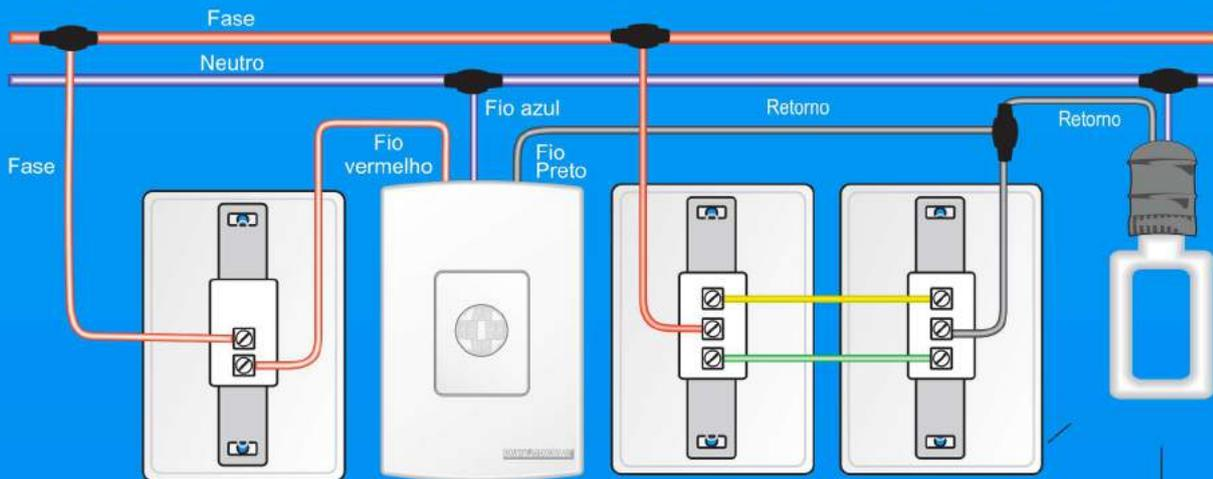 Fase
Neutro
Fio azul
Retorno
Retorno
Fase
Fio
vermelho
Fio
Preto